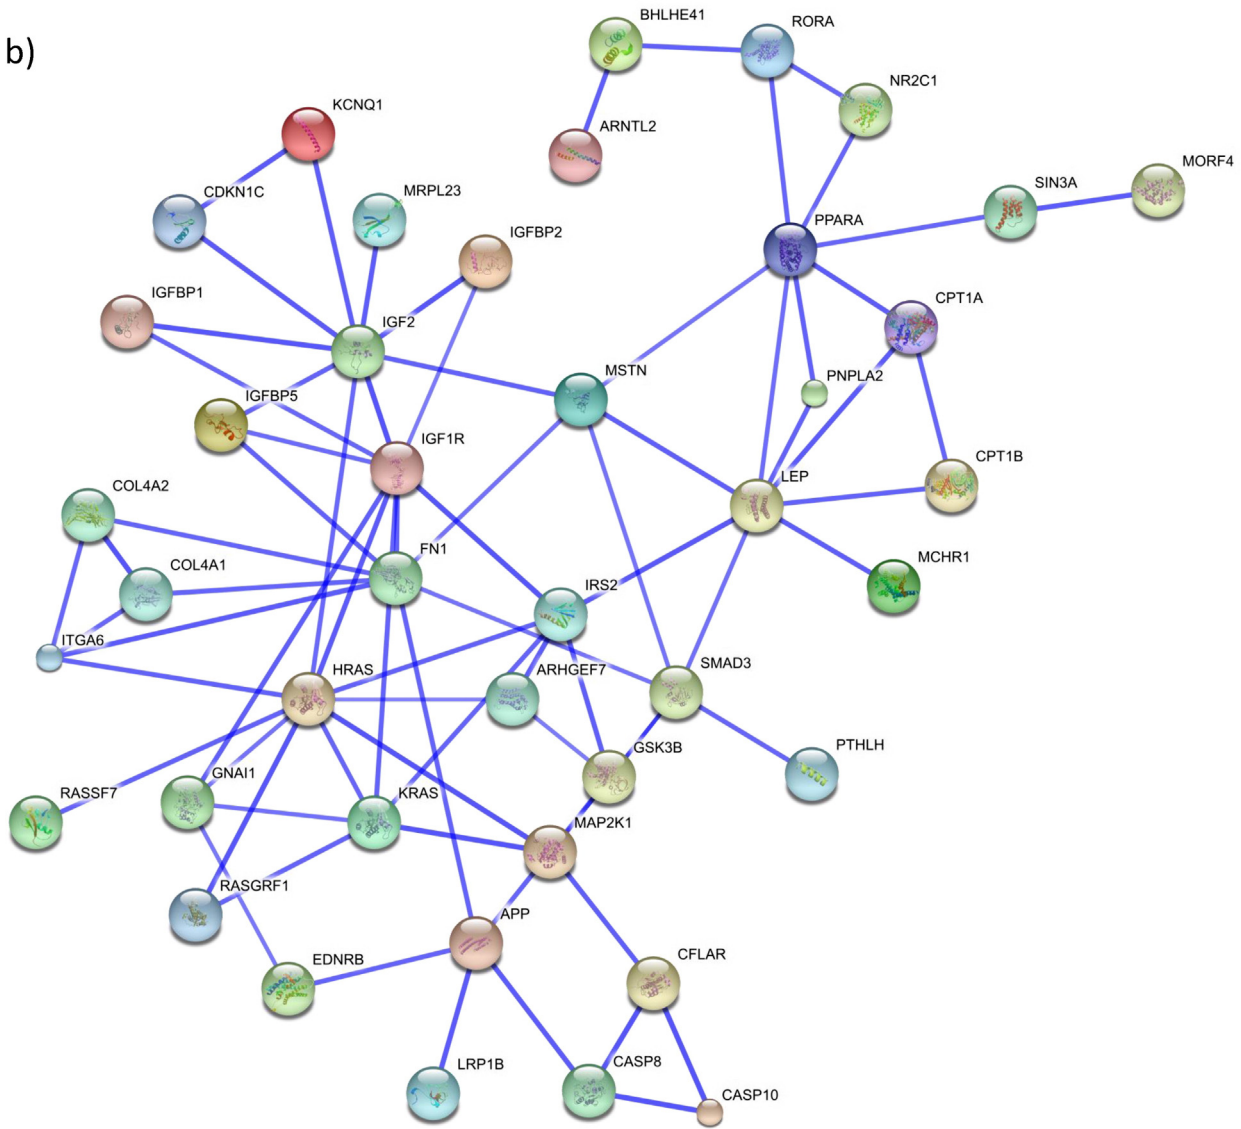 b)
BHLHE41
RORA
NR2C1
KCNQ1
ARNTL2
MORF4
SIN3A
CDKN1C
MRPL23
PPARA
IGFBP2
IGFBP1
CPT1A
IGF2
MSTN
PNPLA2
IGFBP5
IGF1R
CPT1B
LEP
COL4A2
FN1
MCHR1
COL4A1
IRS2
ITGA6
HRAS
ARHGEF7
SMAD3
GSK3B
PTHLH
GNAI1
RASSF7
KRAS
MAP2K1
RASGRF1
APP
CFLAR
EDNRB
LRP1B
CASP8
CASP10